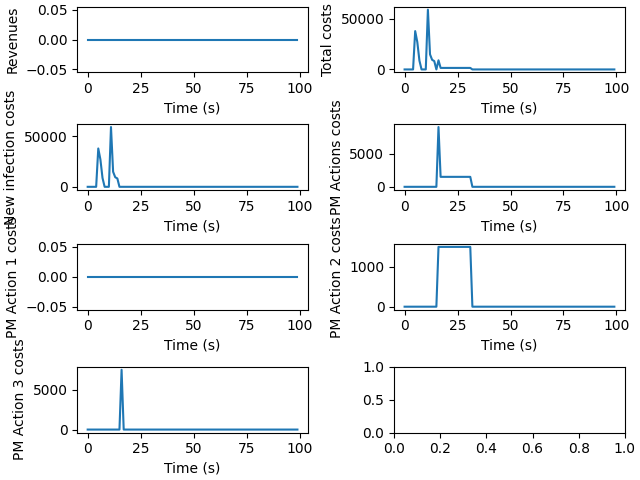 Revenues
0.05
0.00
−0.05
0 25 50 75 100
Time (s)
Total costs
50000
0
0 25 50 75 100
Time (s)
New infection costs
50000
0
0 25 50 75 100
Time (s)
PM Actions costs
5000
0
0 25 50 75 100
Time (s)
PM Action 1 costs
0.05
0.00
−0.05
0 25 50 75 100
Time (s)
PM Action 2 costs
1000
0
0 25 50 75 100
Time (s)
PM Action 3 costs
5000
0
0 25 50 75 100
Time (s)
1.0
0.5
0.0
0.0 0.2 0.4 0.6 0.8 1.0